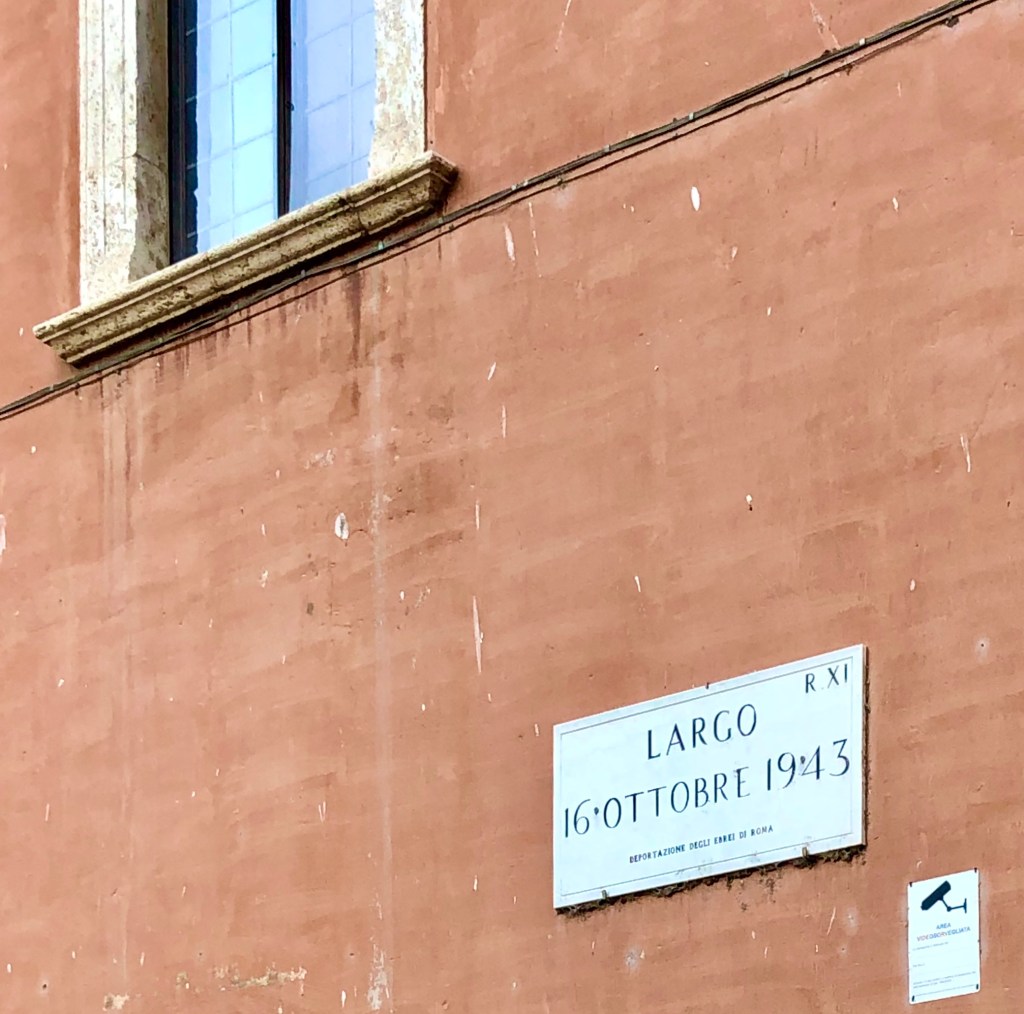 R. XI
LARGO
16 OTTOBRE 1943
DEPORTAZIONE DEGLI EBREI DI ROMA
AREA
VIDEOSORVEGLIATA